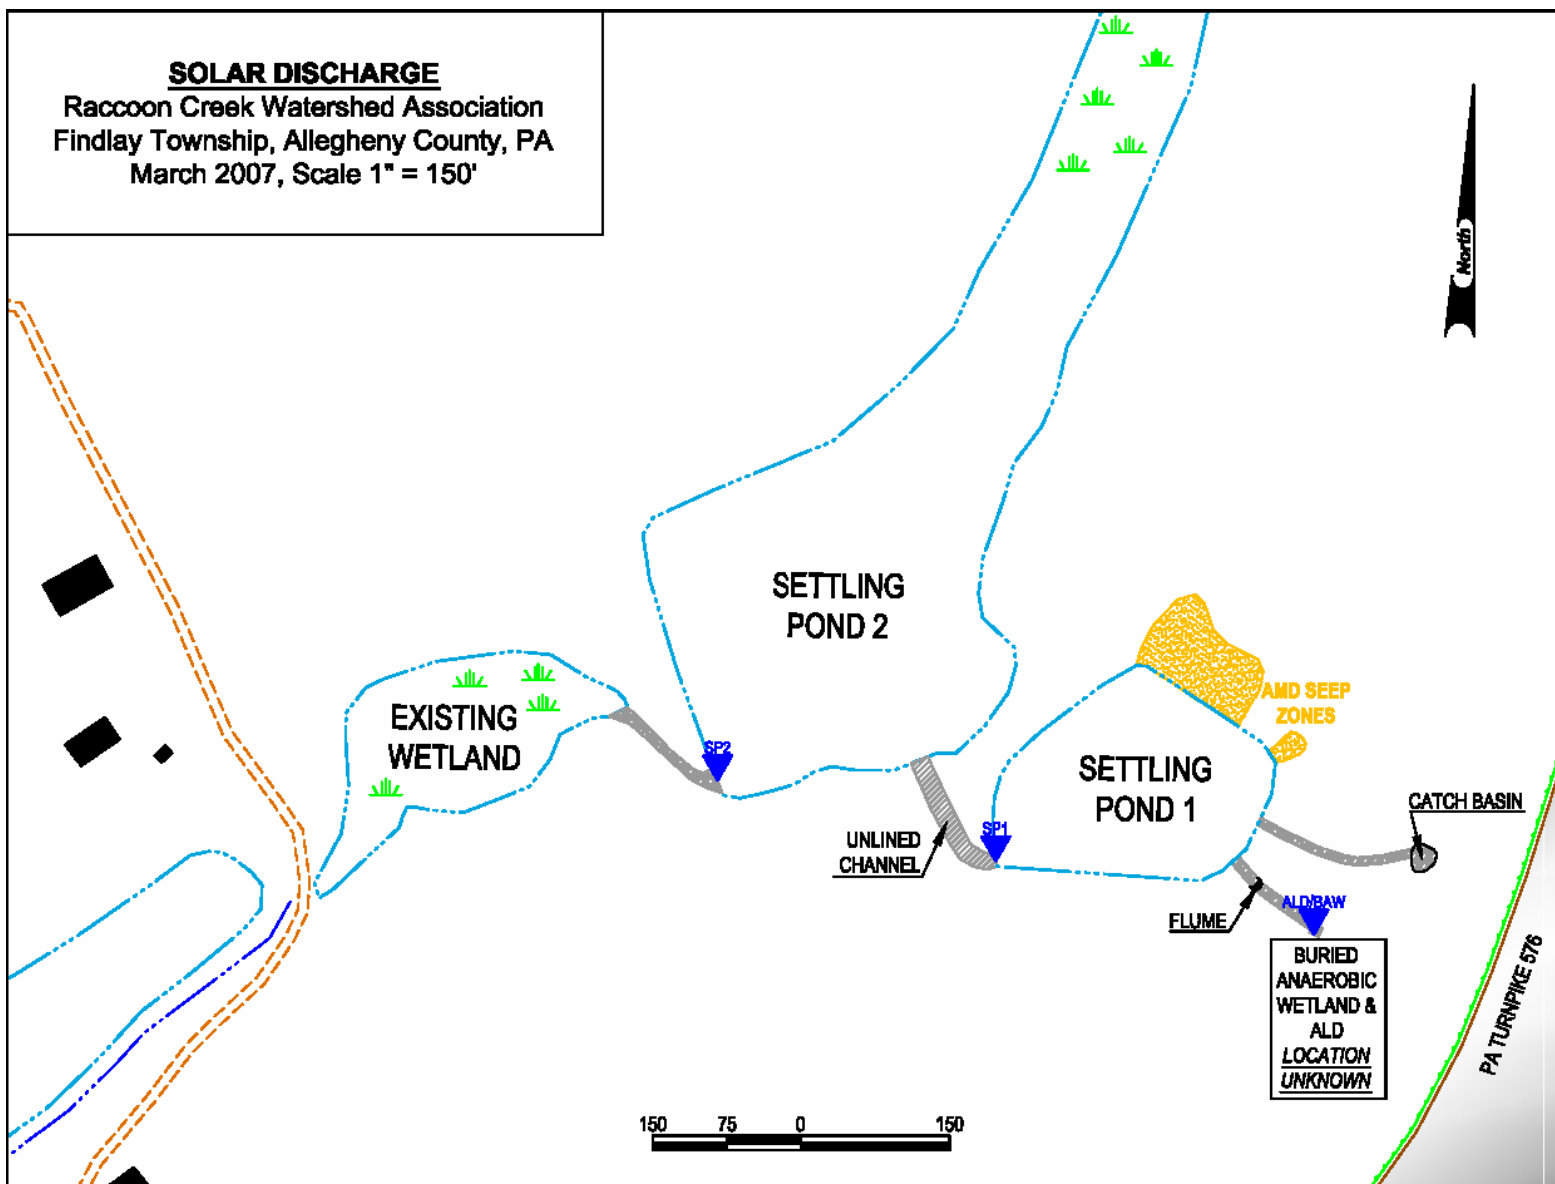 SOLAR DISCHARGE
Raccoon Creek Watershed Association
Findlay Township, Allegheny County, PA
March 2007, Scale 1" = 150'
North
SETTLING
POND 2
AMD SEEP
ZONES
EXISTING
WETLAND
SP2
SETTLING
POND 1
CATCH BASIN
SP1
UNLINED
CHANNEL
FLUME
ALD/BAW
BURIED
ANAEROBIC
WETLAND &
ALD
LOCATION
UNKNOWN
PA TURNPIKE 576
150 75 0 150